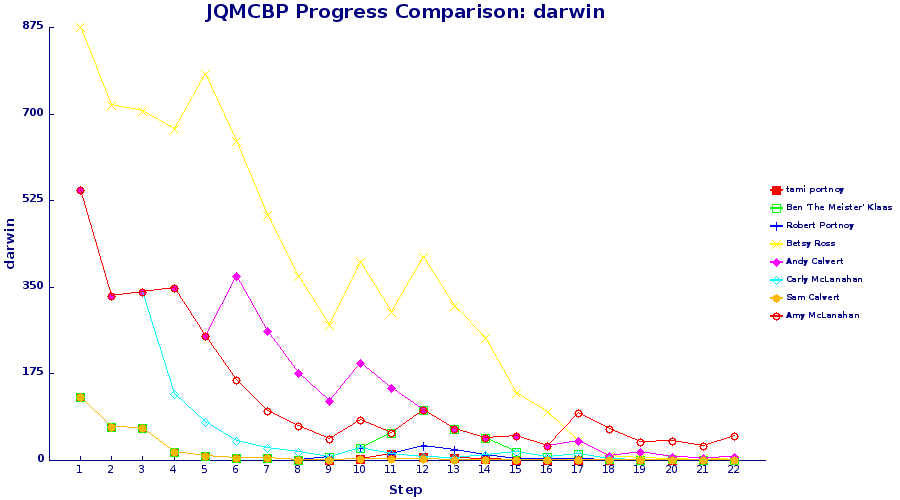 JQMCBP Progress Comparison: darwin
875
700
525
350
175
0
darwin
1 2 3 4 5 6 7 8 9 10 11 12 13 14 15 16 17 18 19 20 21 22
Step
tami portnoy
Ben 'The Meister' Klaas
Robert Portnoy
Betsy Ross
Andy Calvert
Carly McLanahan
Sam Calvert
Amy McLanahan